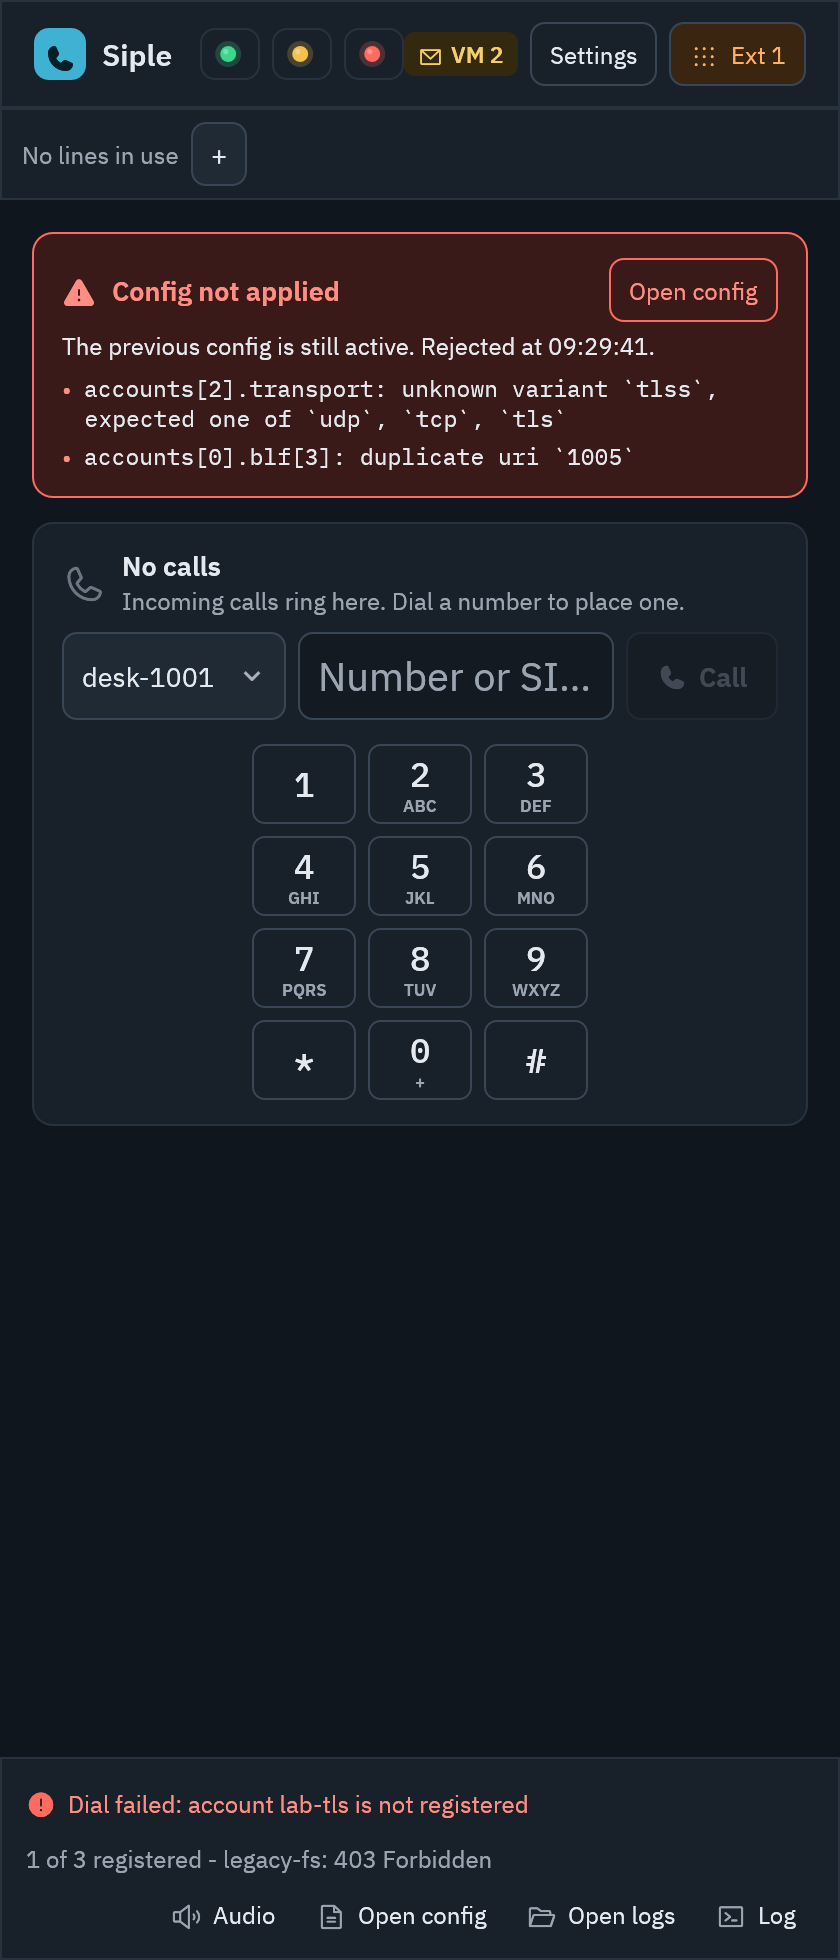 Siple
VM 2
Settings
Ext 1
No lines in use
+
Config not applied
Open config
The previous config is still active. Rejected at 09:29:41.
• accounts[2].transport: unknown variant `tlss`,
expected one of `udp`, `tcp`, `tls`
• accounts[0].blf[3]: duplicate uri `1005`
No calls
Incoming calls ring here. Dial a number to place one.
desk-1001
Number or SI...
Call
1
2
ABC
3
DEF
4
GHI
5
JKL
6
MNO
7
PQRS
8
TUV
9
WXYZ
*
0
+
#
Dial failed: account lab-tls is not registered
1 of 3 registered - legacy-fs: 403 Forbidden
Audio
Open config
Open logs
Log